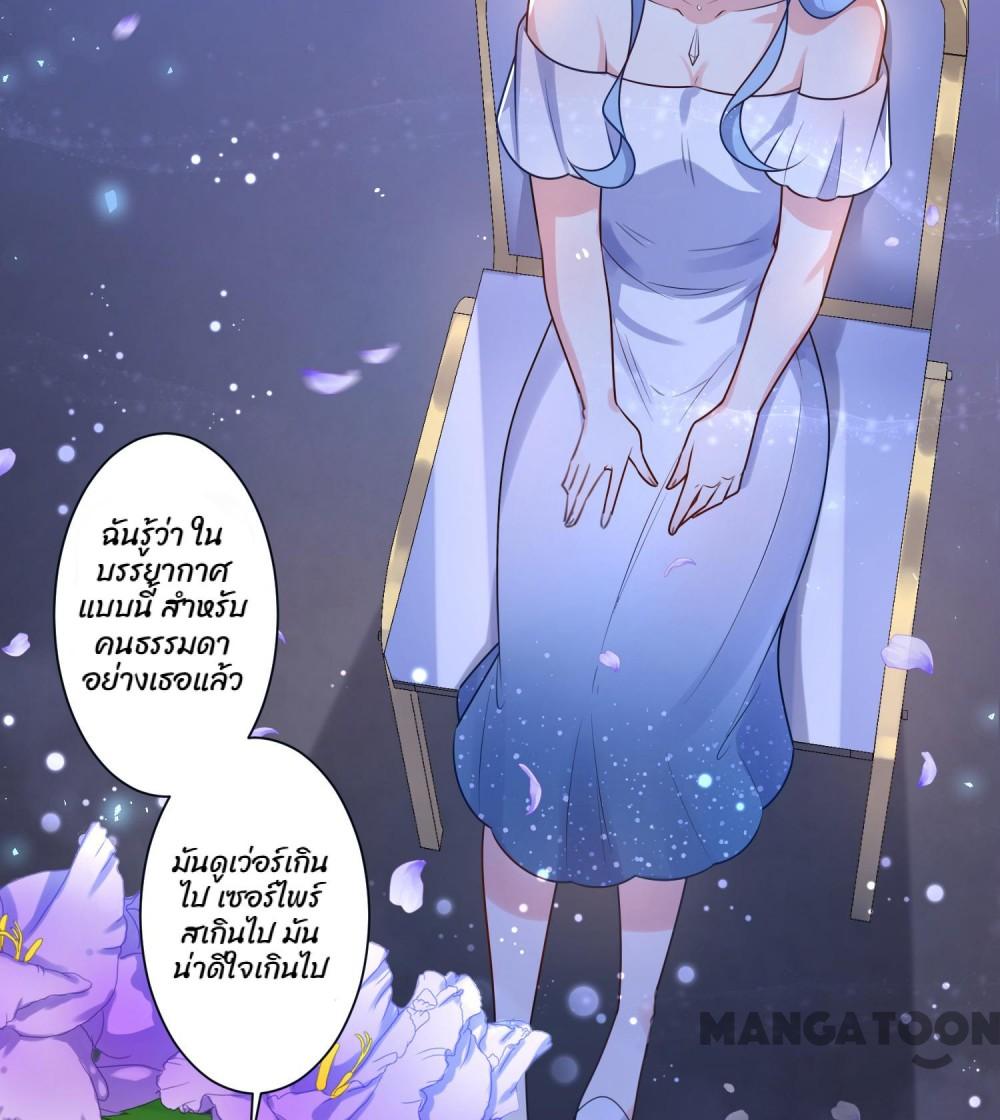 ฉันรู้ว่า ใน
บรรยากาศ
แบบนี้ สำหรับ
คนธรรมดา
อย่างเธอแล้ว
มันดูเว่อร์เกิน
ไป เซอร์ไพร์
สเกินไป มัน
น่าดีใจเกินไป
MANGATOON